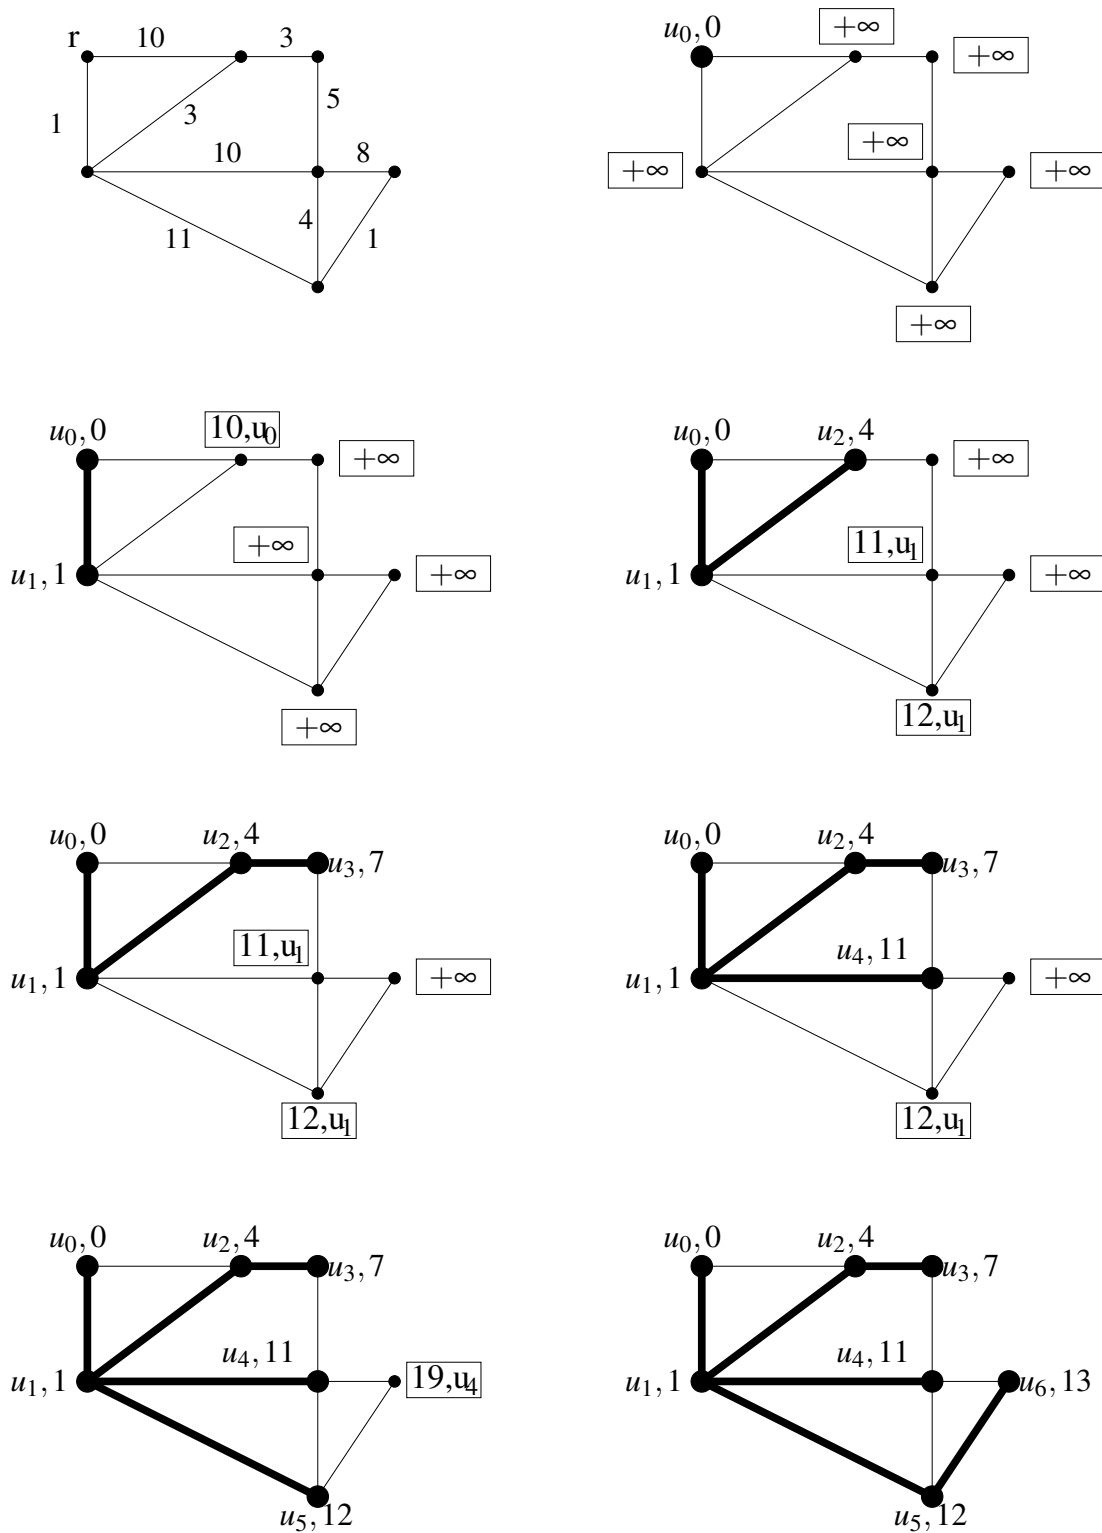 r 10 3
1 3 5
10 8
4
11 1
u₀, 0 +∞ +∞
+∞ +∞ +∞
+∞
u₀, 0 10,u₀ +∞
+∞
u₁, 1 +∞
+∞
u₀, 0 u₂, 4 +∞
11,u₁
u₁, 1 +∞
12,u₁
u₀, 0 u₂, 4 u₃, 7
11,u₁
u₁, 1 +∞
12,u₁
u₀, 0 u₂, 4 u₃, 7
u₄, 11
u₁, 1 +∞
12,u₁
u₀, 0 u₂, 4 u₃, 7
u₄, 11
u₁, 1 19,u₄
u₅, 12
u₀, 0 u₂, 4 u₃, 7
u₄, 11
u₁, 1 u₆, 13
u₅, 12